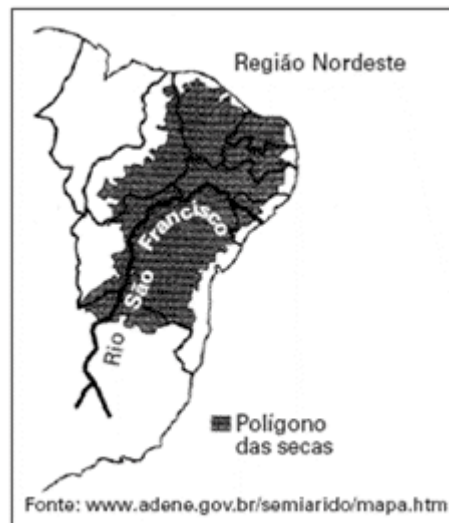 Região Nordeste
Rio São Francisco
Polígono
das secas
Fonte: www.adene.gov.br/semiarido/mapa.htm